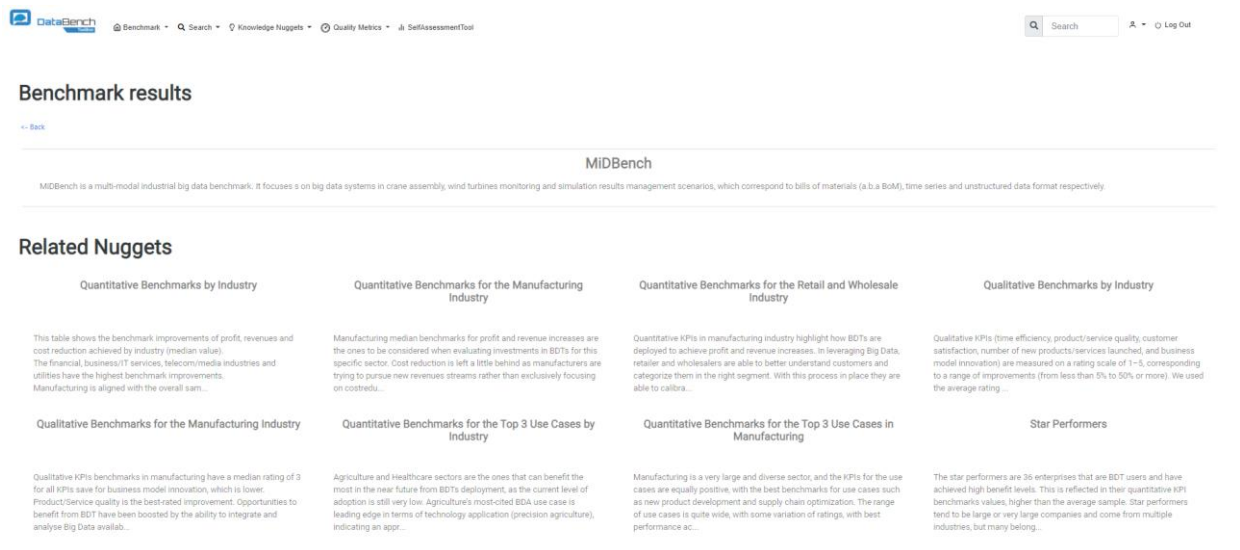 DataBench
Toolbox
Benchmark
Search
Knowledge Nuggets
Quality Metrics
SelfAssessmentTool
Search
Log Out
Benchmark results
<- Back
MiDBench
MiDBench is a multi-modal industrial big data benchmark. It focuses s on big data systems in crane assembly, wind turbines monitoring and simulation results management scenarios, which correspond to bills of materials (a.b.a BoM), time series and unstructured data format respectively.
Related Nuggets
Quantitative Benchmarks by Industry
This table shows the benchmark improvements of profit, revenues and
cost reduction achieved by industry (median value).
The financial, business/IT services, telecom/media industries and
utilities have the highest benchmark improvements.
Manufacturing is aligned with the overall sam...
Quantitative Benchmarks for the Manufacturing
Industry
Manufacturing median benchmarks for profit and revenue increases are
the ones to be considered when evaluating investments in BDTs for this
specific sector. Cost reduction is left a little behind as manufacturers are
trying to pursue new revenues streams rather than exclusively focusing
on costredu...
Quantitative Benchmarks for the Retail and Wholesale
Industry
Quantitative KPIs in manufacturing industry highlight how BDTs are
deployed to achieve profit and revenue increases. In leveraging Big Data,
retailer and wholesalers are able to better understand customers and
categorize them in the right segment. With this process in place they are
able to calibra...
Qualitative Benchmarks by Industry
Qualitative KPIs (time efficiency, product/service quality, customer
satisfaction, number of new products/services launched, and business
model innovation) are measured on a rating scale of 1–5, corresponding
to a range of improvements (from less than 5% to 50% or more). We used
the average rating ...
Qualitative Benchmarks for the Manufacturing Industry
Qualitative KPIs benchmarks in manufacturing have a median rating of 3
for all KPIs save for business model innovation, which is lower.
Product/Service quality is the best-rated improvement. Opportunities to
benefit from BDT have been boosted by the ability to integrate and
analyse Big Data availab...
Quantitative Benchmarks for the Top 3 Use Cases by
Industry
Agriculture and Healthcare sectors are the ones that can benefit the
most in the near future from BDTs deployment, as the current level of
adoption is still very low. Agriculture's most-cited BDA use case is
leading edge in terms of technology application (precision agriculture),
indicating an appr...
Quantitative Benchmarks for the Top 3 Use Cases in
Manufacturing
Manufacturing is a very large and diverse sector, and the KPIs for the use
cases are equally positive, with the best benchmarks for use cases such
as new product development and supply chain optimization. The range
of use cases is quite wide, with some variation of ratings, with best
performance ac...
Star Performers
The star performers are 36 enterprises that are BDT users and have
achieved high benefit levels. This is reflected in their quantitative KPI
benchmarks values, higher than the average sample. Star performers
tend to be large or very large companies and come from multiple
industries, but many belong...